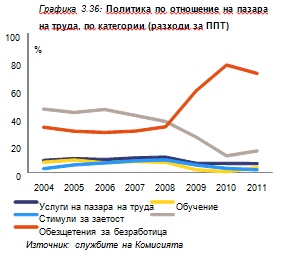 Графика 3.36: Политика по отношение на пазара
на труда, по категории (разходи за ППТ)
100
%
80
60
40
20
0
2004 2005 2006 2007 2008 2009 2010 2011
Услуги на пазара на труда Обучение
Стимули за заетост
Обезщетения за безработица
Източник: службите на Комисията